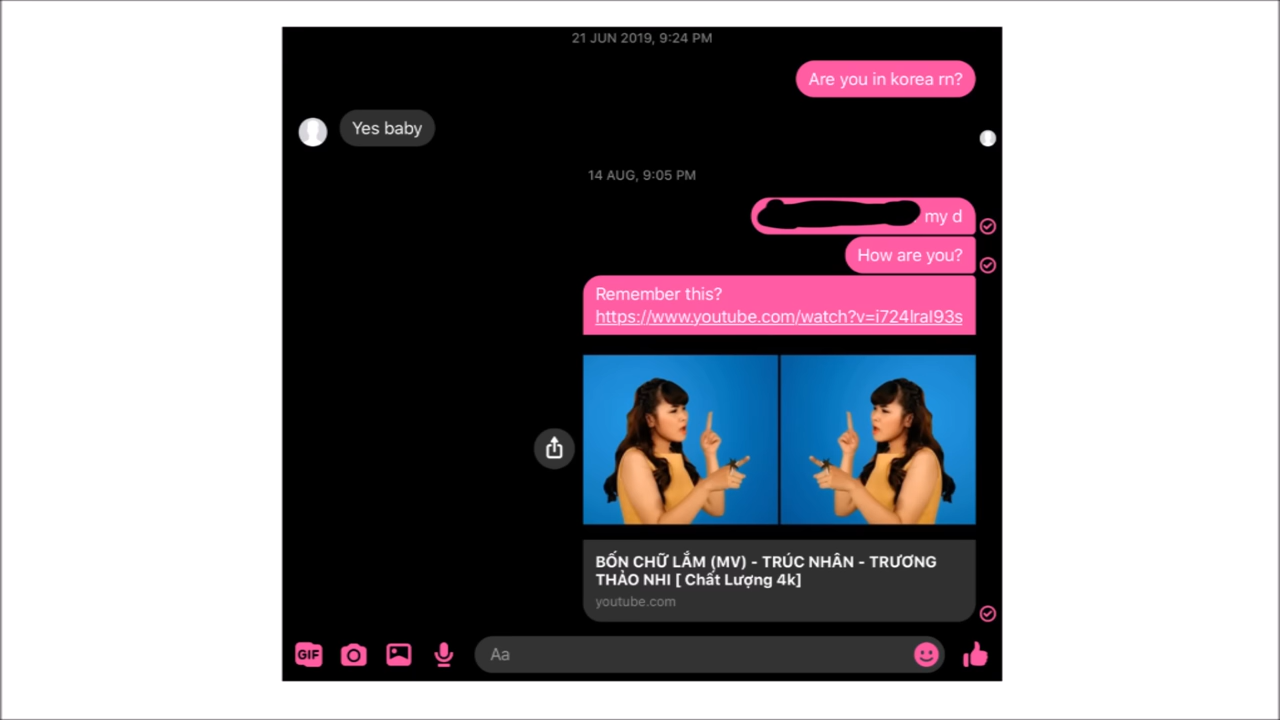 21 JUN 2019, 9:24 PM
Are you in korea rn?
Yes baby
14 AUG, 9:05 PM
my d
How are you?
Remember this?
https://www.youtube.com/watch?v=i724lraI93s
BỐN CHỮ LẮM (MV) - TRÚC NHÂN - TRƯƠNG
THẢO NHI [ Chất Lượng 4k]
youtube.com
GIF
Aa